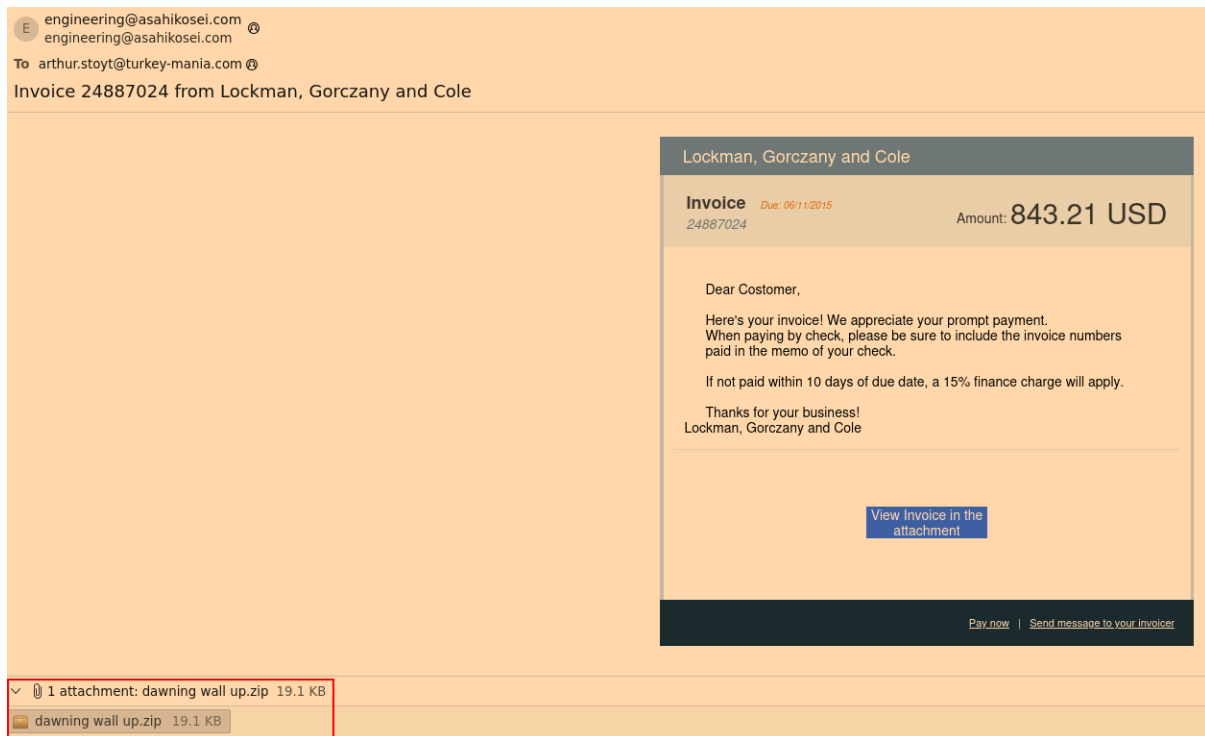 E
engineering@asahikosei.com
engineering@asahikosei.com
To arthur.stoyt@turkey-mania.com
Invoice 24887024 from Lockman, Gorczany and Cole
Lockman, Gorczany and Cole
Invoice Due: 06/11/2015
24887024
Amount: 843.21 USD
Dear Costomer,
Here's your invoice! We appreciate your prompt payment.
When paying by check, please be sure to include the invoice numbers
paid in the memo of your check.
If not paid within 10 days of due date, a 15% finance charge will apply.
Thanks for your business!
Lockman, Gorczany and Cole
View Invoice in the
attachment
Pay now | Send message to your invoicer
1 attachment: dawning wall up.zip 19.1 KB
dawning wall up.zip 19.1 KB